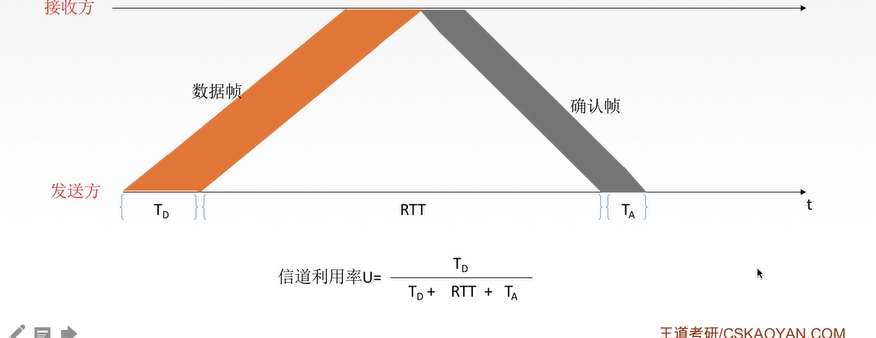 接收方
数据帧
确认帧
发送方
T_D
RTT
T_A
t
信道利用率U= T_D / (T_D + RTT + T_A)
王道考研/CSKAOYAN.COM